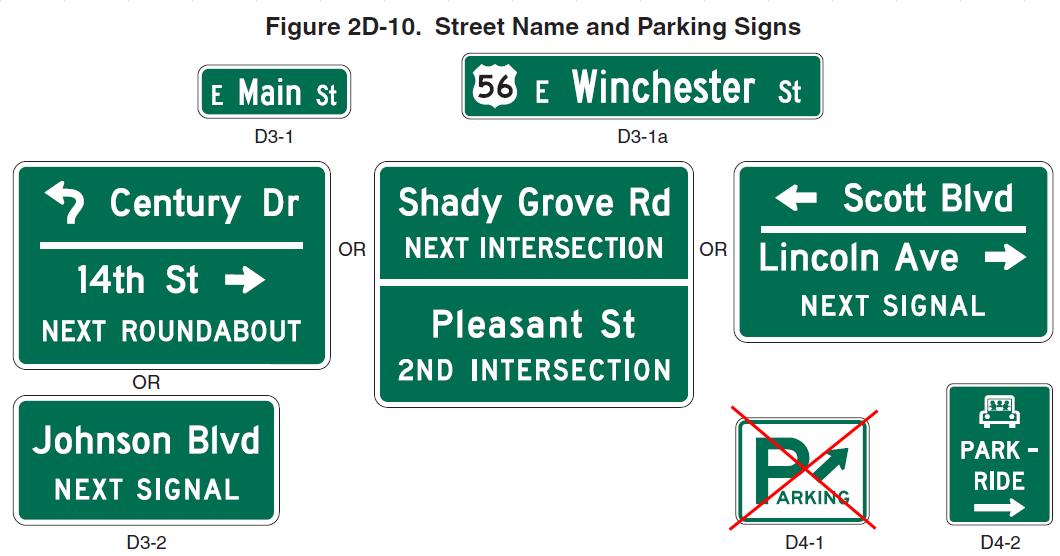 Figure 2D-10. Street Name and Parking Signs
E Main St
56 E Winchester St
D3-1
D3-1a
Century Dr
14th St
NEXT ROUNDABOUT
OR
Shady Grove Rd
NEXT INTERSECTION
Pleasant St
2ND INTERSECTION
OR
Scott Blvd
Lincoln Ave
NEXT SIGNAL
OR
Johnson Blvd
NEXT SIGNAL
D3-2
PARKING
D4-1
PARK -
RIDE
D4-2